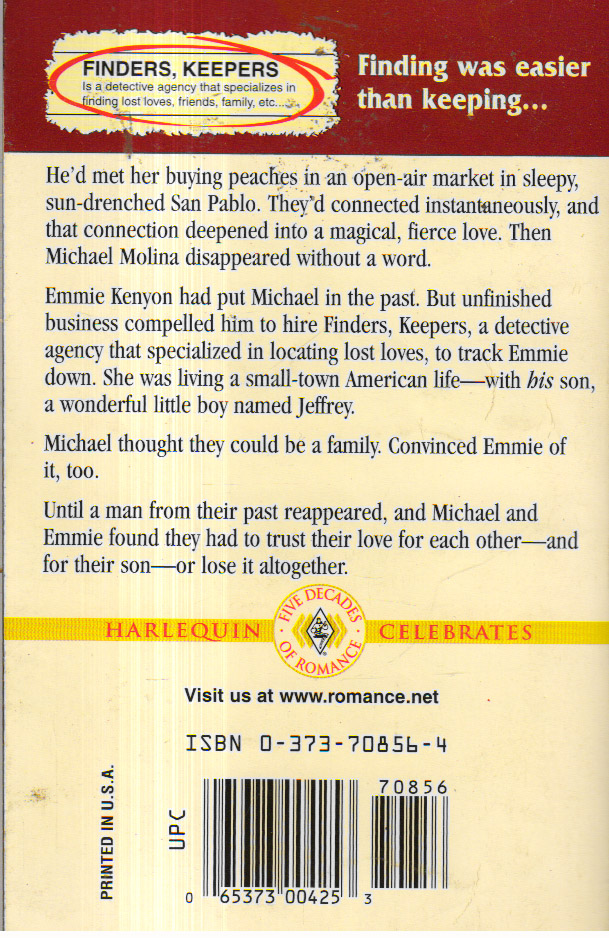 FINDERS, KEEPERS
Is a detective agency that specializes in
finding lost loves, friends, family, etc....
Finding was easier
than keeping...
He'd met her buying peaches in an open-air market in sleepy,
sun-drenched San Pablo. They'd connected instantaneously, and
that connection deepened into a magical, fierce love. Then
Michael Molina disappeared without a word.
Emmie Kenyon had put Michael in the past. But unfinished
business compelled him to hire Finders, Keepers, a detective
agency that specialized in locating lost loves, to track Emmie
down. She was living a small-town American life—with his son,
a wonderful little boy named Jeffrey.
Michael thought they could be a family. Convinced Emmie of
it, too.
Until a man from their past reappeared, and Michael and
Emmie found they had to trust their love for each other—and
for their son—or lose it altogether.
HARLEQUIN
FIVE DECADES
OF ROMANCE
CELEBRATES
Visit us at www.romance.net
ISBN 0-373-70856-4
PRINTED IN U.S.A.
UPC
70856
0 65373 00425 3